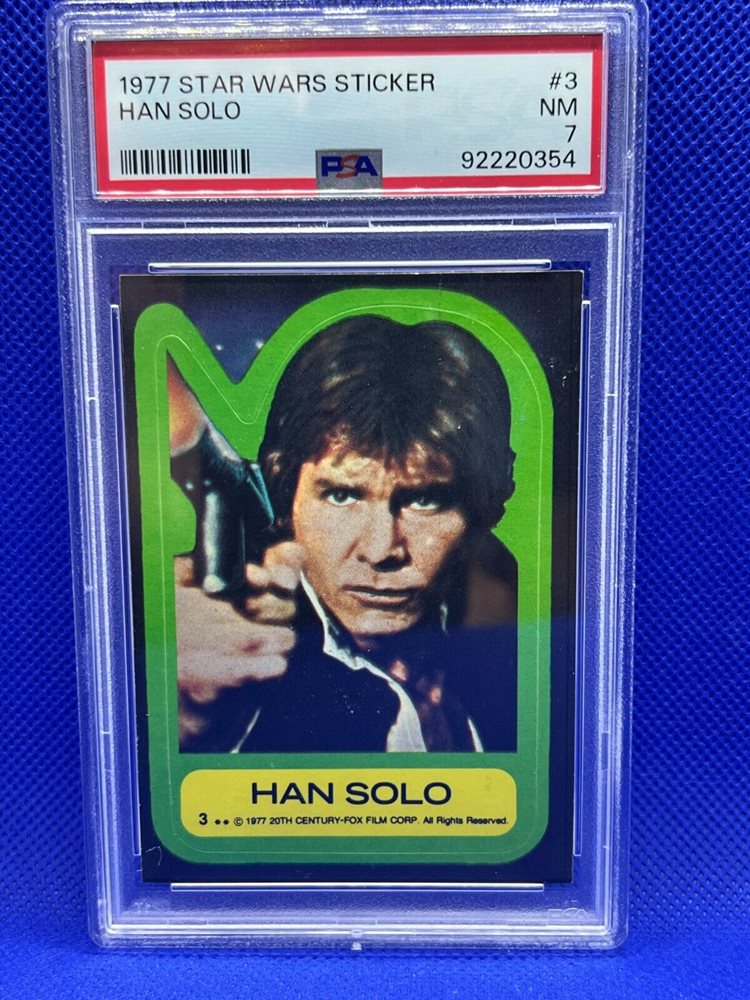 1977 STAR WARS STICKER #3
HAN SOLO NM
7
PSA 92220354
HAN SOLO
3 ** © 1977 20TH CENTURY-FOX FILM CORP. All Rights Reserved.